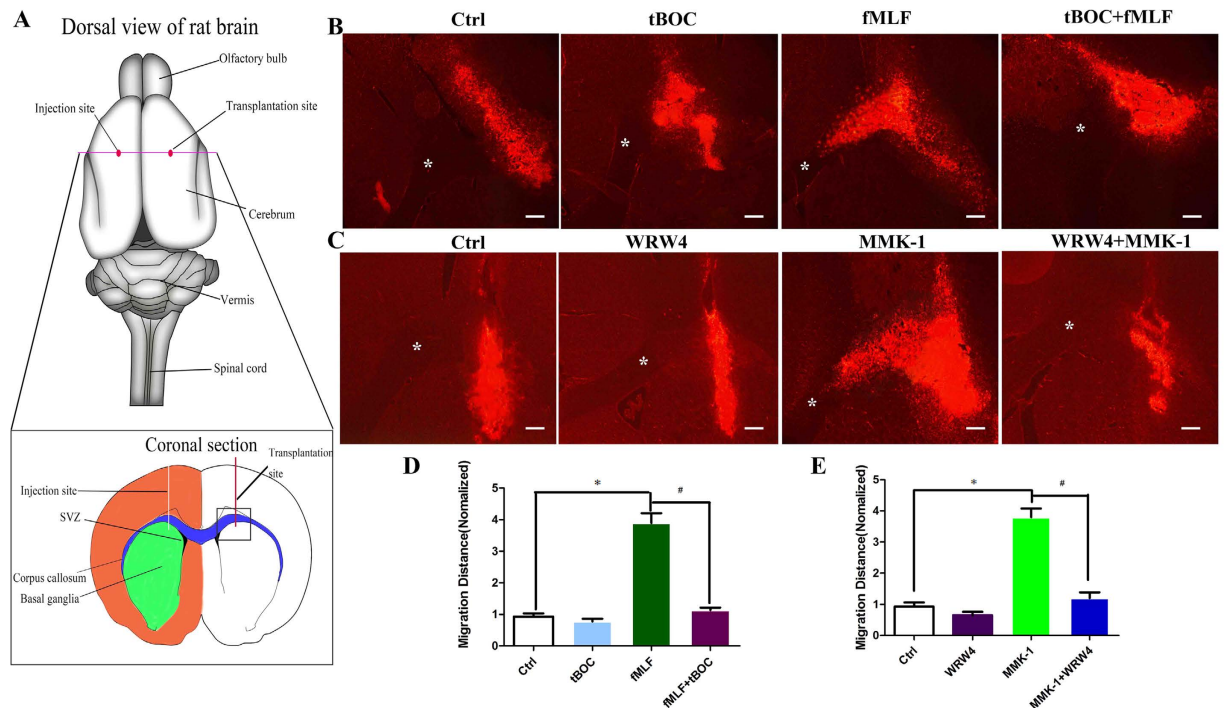 A
Dorsal view of rat brain
Olfactory bulb
Injection site
Transplantation site
Cerebrum
Vermis
Spinal cord
Coronal section
Transplantation
site
Injection site
SVZ
Corpus callosum
Basal ganglia
B
Ctrl
tBOC
fMLF
tBOC+fMLF
*
*
*
*
C
Ctrl
WRW4
MMK-1
WRW4+MMK-1
*
*
*
*
D
Migration Distance(Nomalized)
5
4
3
2
1
0
*
#
Ctrl
tBOC
fMLF
fMLF+tBOC
E
Migration Distance(Nomalized)
5
4
3
2
1
0
*
#
Ctrl
WRW4
MMK-1
MMK-1+WRW4